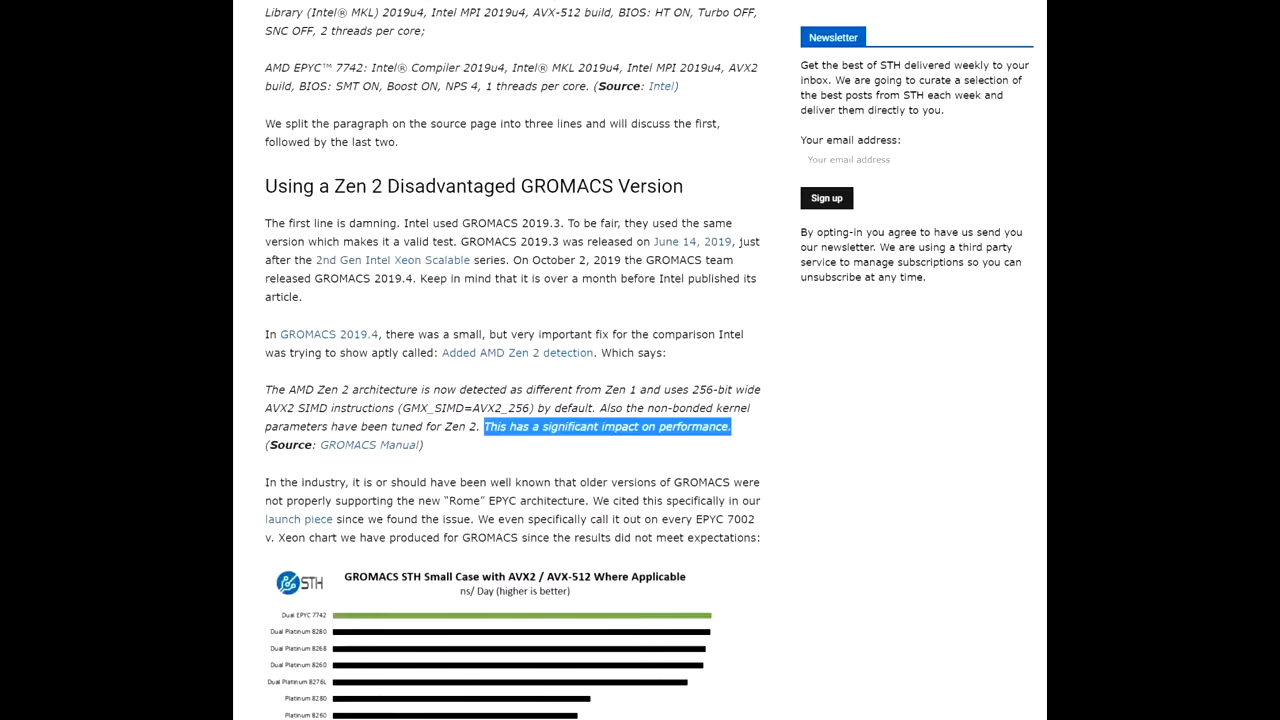 Library (Intel® MKL) 2019u4, Intel MPI 2019u4, AVX-512 build, BIOS: HT ON, Turbo OFF,
SNC OFF, 2 threads per core;
AMD EPYC™ 7742: Intel® Compiler 2019u4, Intel® MKL 2019u4, Intel MPI 2019u4, AVX2
build, BIOS: SMT ON, Boost ON, NPS 4, 1 threads per core. (Source: Intel)
We split the paragraph on the source page into three lines and will discuss the first,
followed by the last two.
Using a Zen 2 Disadvantaged GROMACS Version
The first line is damning. Intel used GROMACS 2019.3. To be fair, they used the same
version which makes it a valid test. GROMACS 2019.3 was released on June 14, 2019, just
after the 2nd Gen Intel Xeon Scalable series. On October 2, 2019 the GROMACS team
released GROMACS 2019.4. Keep in mind that it is over a month before Intel published its
article.
In GROMACS 2019.4, there was a small, but very important fix for the comparison Intel
was trying to show aptly called: Added AMD Zen 2 detection. Which says:
The AMD Zen 2 architecture is now detected as different from Zen 1 and uses 256-bit wide
AVX2 SIMD instructions (GMX_SIMD=AVX2_256) by default. Also the non-bonded kernel
parameters have been tuned for Zen 2. This has a significant impact on performance.
(Source: GROMACS Manual)
In the industry, it is or should have been well known that older versions of GROMACS were
not properly supporting the new “Rome” EPYC architecture. We cited this specifically in our
launch piece since we found the issue. We even specifically call it out on every EPYC 7002
v. Xeon chart we have produced for GROMACS since the results did not meet expectations:
STH
GROMACS STH Small Case with AVX2 / AVX-512 Where Applicable
ns/ Day (higher is better)
Dual EPYC 7742
Dual Platinum 8280
Dual Platinum 8268
Dual Platinum 8260
Dual Platinum 8276L
Platinum 8280
Platinum 8260
Newsletter
Get the best of STH delivered weekly to your
inbox. We are going to curate a selection of
the best posts from STH each week and
deliver them directly to you.
Your email address:
Your email address
Sign up
By opting-in you agree to have us send you
our newsletter. We are using a third party
service to manage subscriptions so you can
unsubscribe at any time.